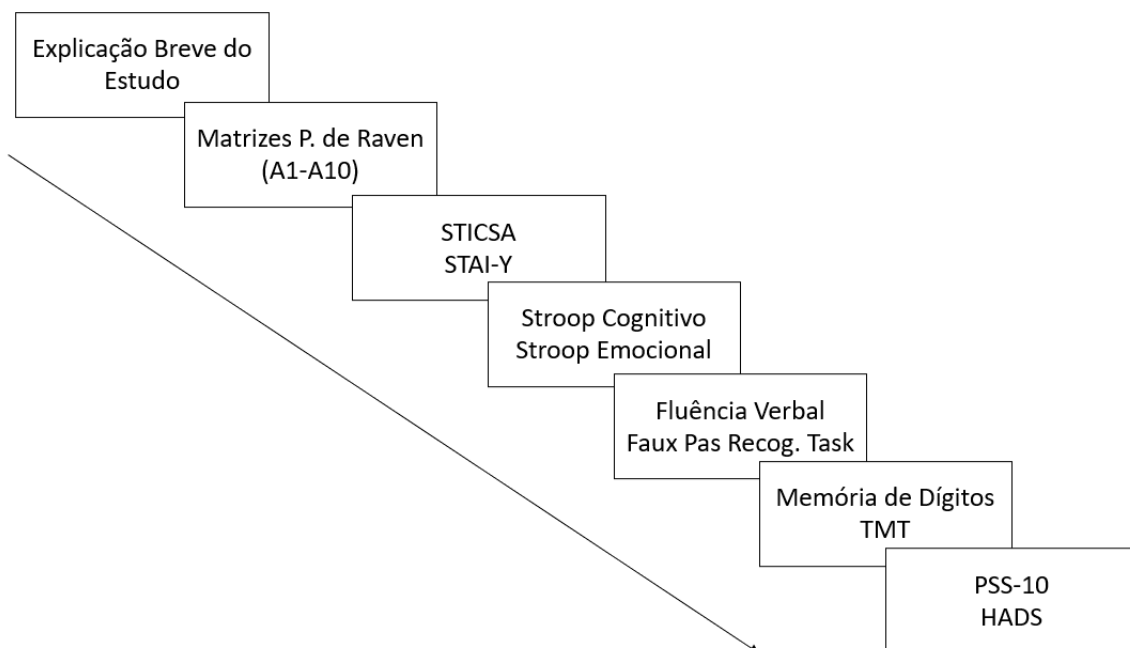 Explicação Breve do
Estudo
Matrizes P. de Raven
(A1-A10)
STICSA
STAI-Y
Stroop Cognitivo
Stroop Emocional
Fluência Verbal
Faux Pas Recog. Task
Memória de Dígitos
TMT
PSS-10
HADS